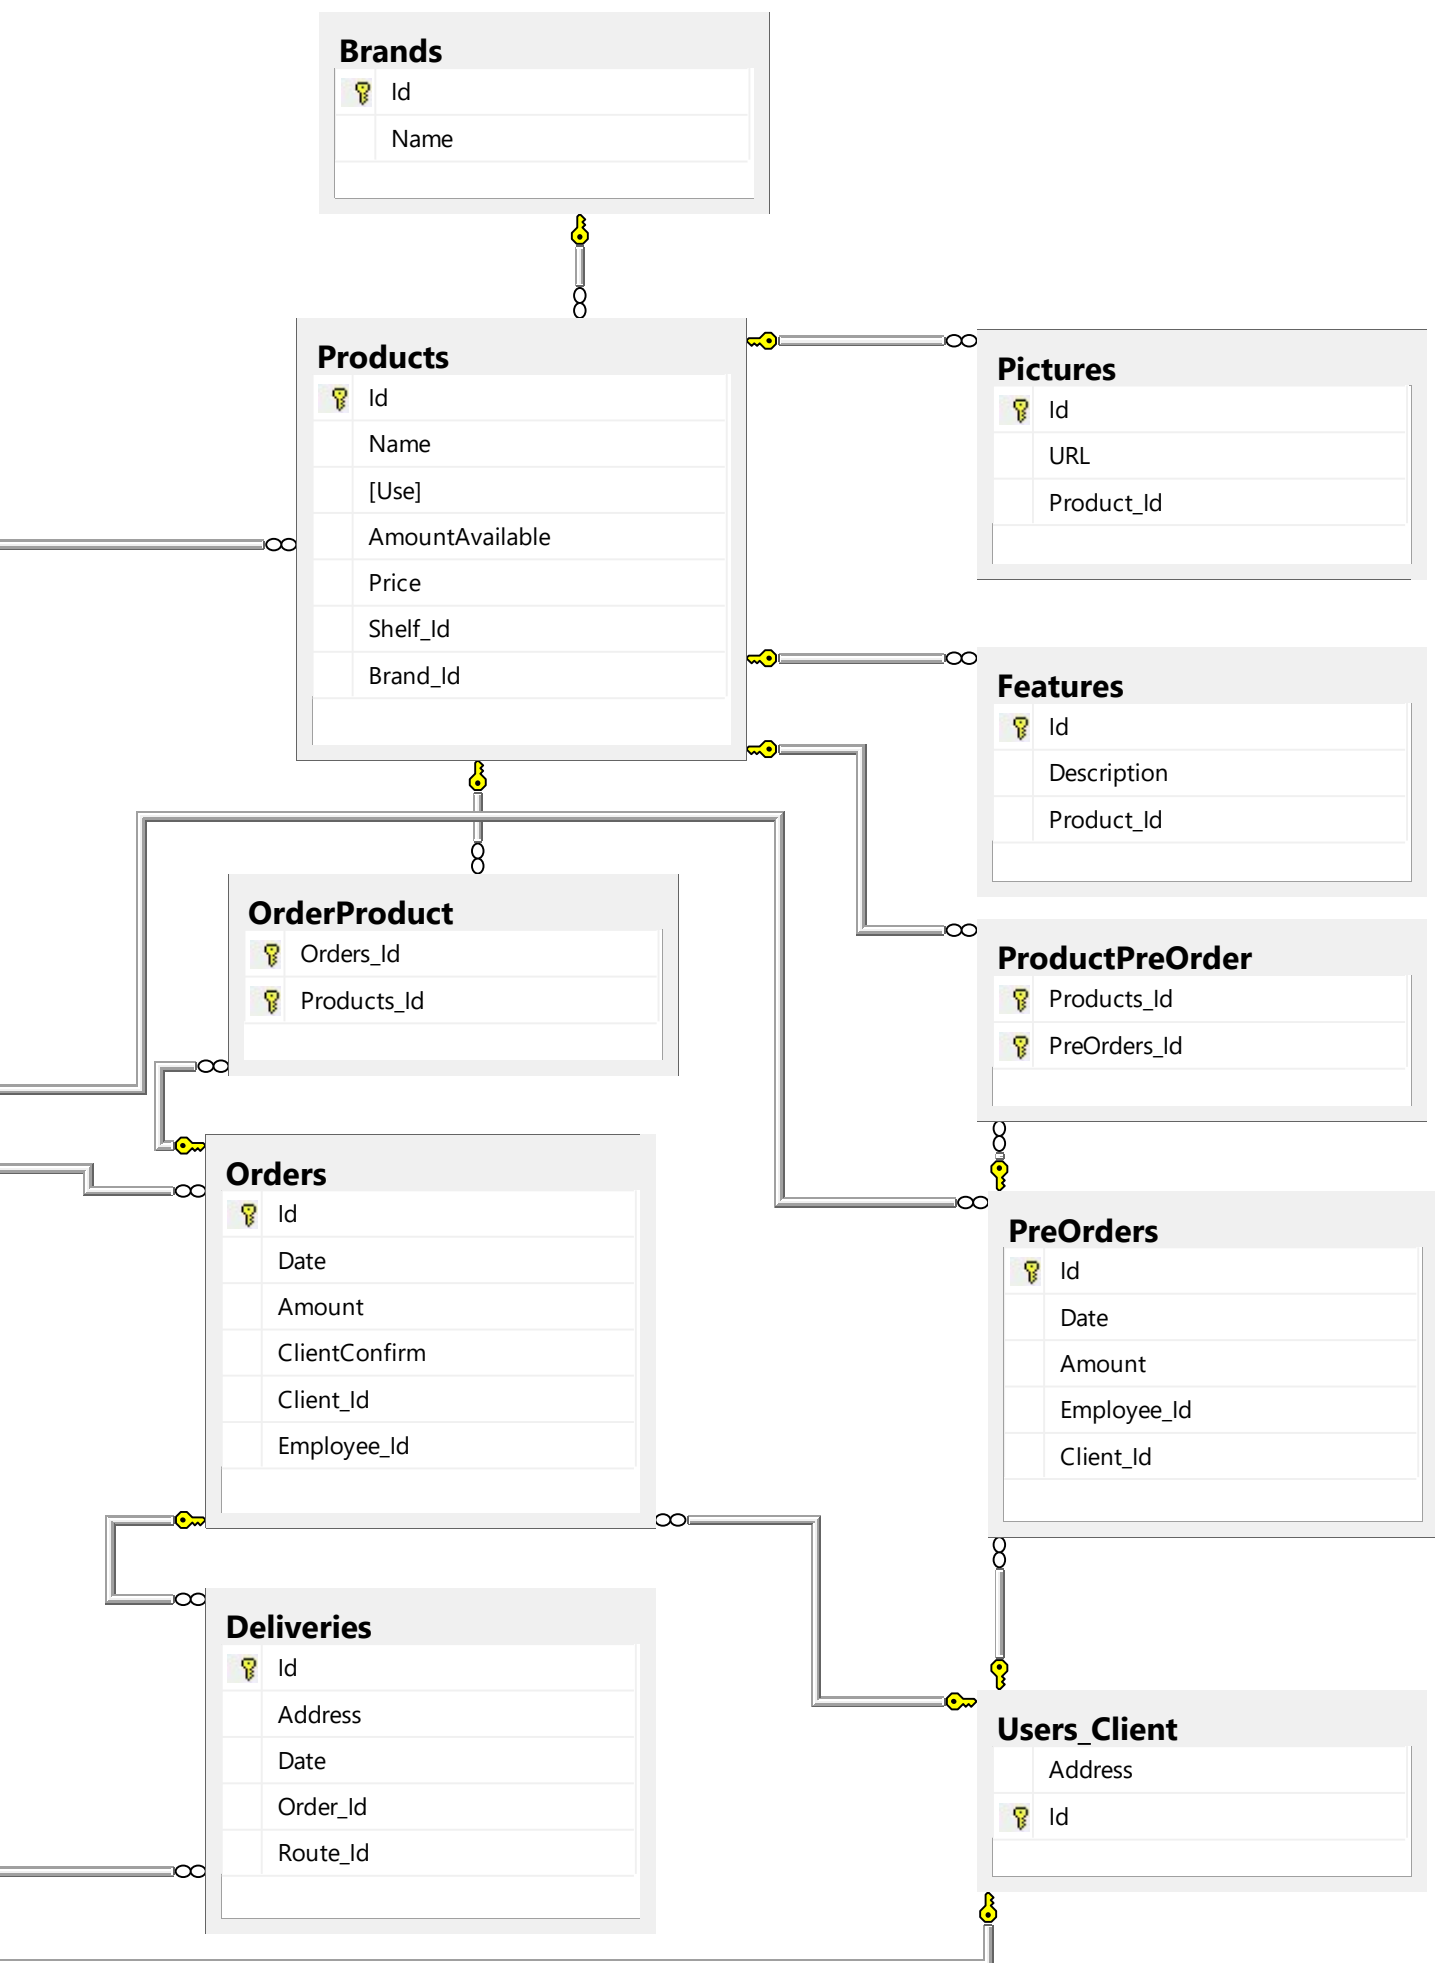 Brands
Id
Name
Products
Id
Name
[Use]
AmountAvailable
Price
Shelf_Id
Brand_Id
Pictures
Id
URL
Product_Id
Features
Id
Description
Product_Id
OrderProduct
Orders_Id
Products_Id
ProductPreOrder
Products_Id
PreOrders_Id
Orders
Id
Date
Amount
ClientConfirm
Client_Id
Employee_Id
PreOrders
Id
Date
Amount
Employee_Id
Client_Id
Deliveries
Id
Address
Date
Order_Id
Route_Id
Users_Client
Address
Id